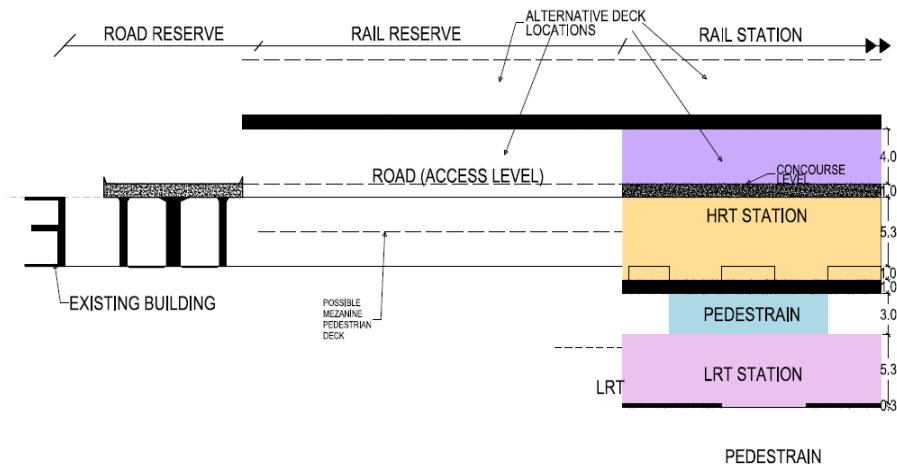 ROAD RESERVE
RAIL RESERVE
ALTERNATIVE DECK
LOCATIONS
RAIL STATION
4.0
ROAD (ACCESS LEVEL)
CONCOURSE
LEVEL
1.0
HRT STATION
5.3
1.0
1.0
EXISTING BUILDING
POSSIBLE
MEZANINE
PEDESTRIAN
DECK
PEDESTRAIN
3.0
LRT
LRT STATION
5.3
0.3
PEDESTRAIN